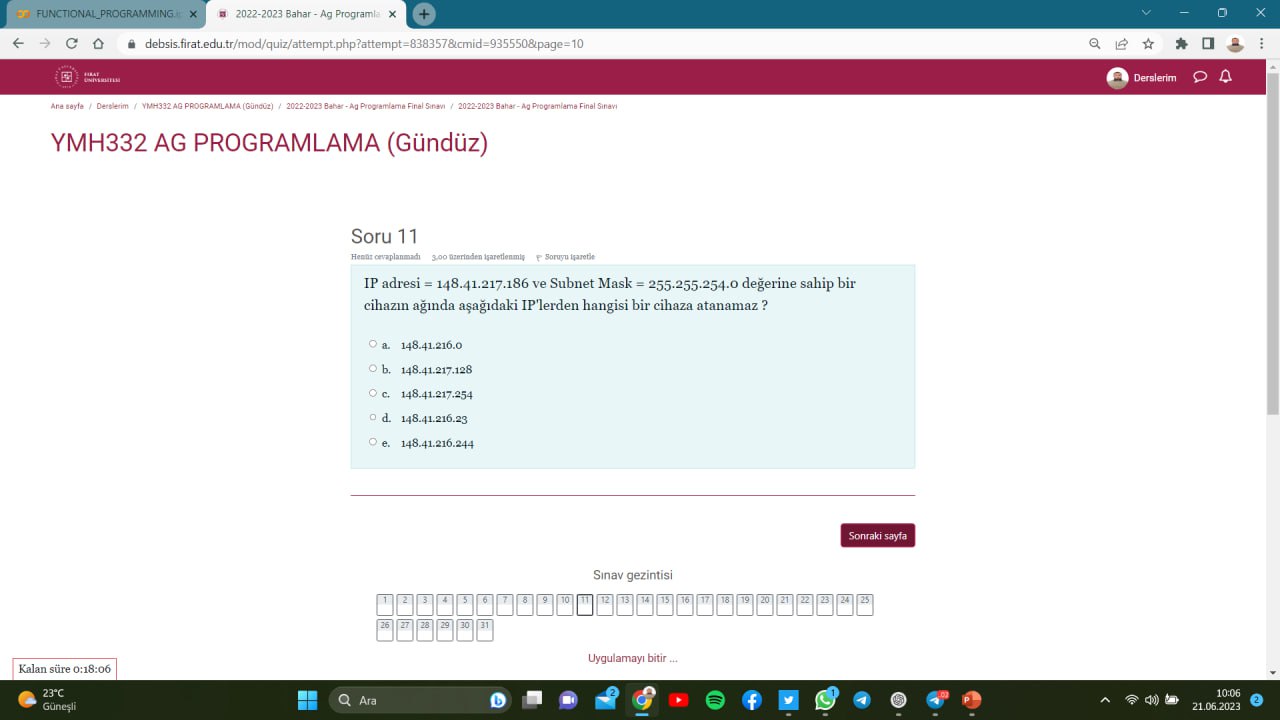 FUNCTIONAL_PROGRAMMING.i
2022-2023 Bahar - Ag Programla
debsis.firat.edu.tr/mod/quiz/attempt.php?attempt=838357&cmid=935550&page=10
FIRAT
ÜNİVERSİTESİ
Derslerim
Ana sayfa / Derslerim / YMH332 AG PROGRAMLAMA (Gündüz) / 2022-2023 Bahar - Ag Programlama Final Sınavı / 2022-2023 Bahar - Ag Programlama Final Sınavı
YMH332 AG PROGRAMLAMA (Gündüz)
Soru 11
Henüz cevaplanmadı 3,00 üzerinden işaretlenmiş Soruyu işaretle
IP adresi = 148.41.217.186 ve Subnet Mask = 255.255.254.0 değerine sahip bir
cihazın ağında aşağıdaki IP'lerden hangisi bir cihaza atanamaz ?
a. 148.41.216.0
b. 148.41.217.128
c. 148.41.217.254
d. 148.41.216.23
e. 148.41.216.244
Sonraki sayfa
Sınav gezintisi
1 2 3 4 5 6 7 8 9 10 11 12 13 14 15 16 17 18 19 20 21 22 23 24 25
26 27 28 29 30 31
Uygulamayı bitir ...
Kalan süre 0:18:06
23°C
Güneşli
Ara
2
1
10:06
21.06.2023
2